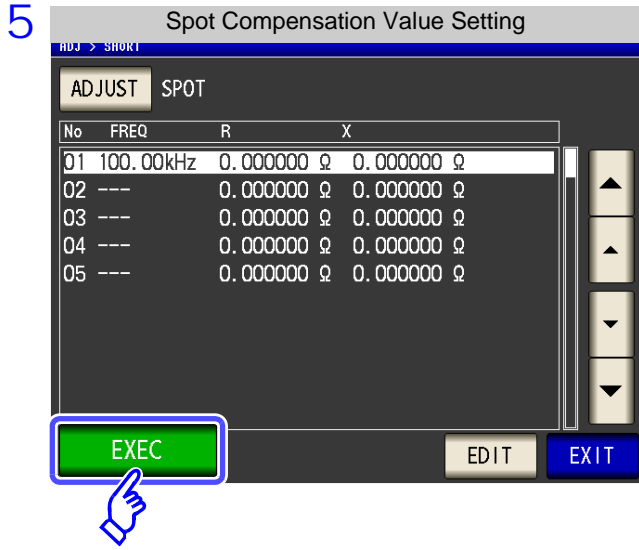 5
Spot Compensation Value Setting
ADJ > SHORT
ADJUST SPOT
No FREQ R X
01 100.00kHz 0.000000 Ω 0.000000 Ω
02 --- 0.000000 Ω 0.000000 Ω
03 --- 0.000000 Ω 0.000000 Ω
04 --- 0.000000 Ω 0.000000 Ω
05 --- 0.000000 Ω 0.000000 Ω
EXEC EDIT EXIT